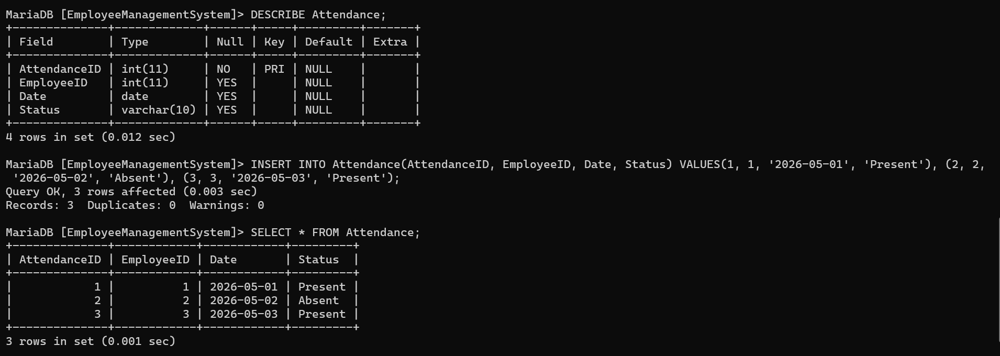 MariaDB [EmployeeManagementSystem]> DESCRIBE Attendance;
+--------------+-------------+------+-----+---------+-------+
| Field        | Type        | Null | Key | Default | Extra |
+--------------+-------------+------+-----+---------+-------+
| AttendanceID | int(11)     | NO   | PRI | NULL    |       |
| EmployeeID   | int(11)     | YES  |     | NULL    |       |
| Date         | date        | YES  |     | NULL    |       |
| Status       | varchar(10) | YES  |     | NULL    |       |
+--------------+-------------+------+-----+---------+-------+
4 rows in set (0.012 sec)

MariaDB [EmployeeManagementSystem]> INSERT INTO Attendance(AttendanceID, EmployeeID, Date, Status) VALUES(1, 1, '2026-05-01', 'Present'), (2, 2,
 '2026-05-02', 'Absent'), (3, 3, '2026-05-03', 'Present');
Query OK, 3 rows affected (0.003 sec)
Records: 3  Duplicates: 0  Warnings: 0

MariaDB [EmployeeManagementSystem]> SELECT * FROM Attendance;
+--------------+------------+------------+---------+
| AttendanceID | EmployeeID | Date       | Status  |
+--------------+------------+------------+---------+
|            1 |          1 | 2026-05-01 | Present |
|            2 |          2 | 2026-05-02 | Absent  |
|            3 |          3 | 2026-05-03 | Present |
+--------------+------------+------------+---------+
3 rows in set (0.001 sec)